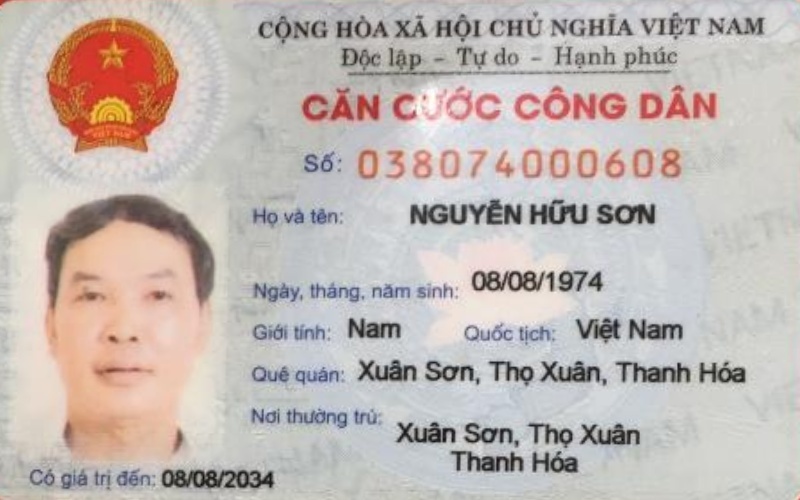 CỘNG HÒA XÃ HỘI CHỦ NGHĨA VIỆT NAM
Độc lập - Tự do - Hạnh phúc
CĂN CƯỚC CÔNG DÂN
Số: 038074000608
Họ và tên: NGUYỄN HỮU SƠN
Ngày, tháng, năm sinh: 08/08/1974
Giới tính: Nam Quốc tịch: Việt Nam
Quê quán: Xuân Sơn, Thọ Xuân, Thanh Hóa
Nơi thường trú: Xuân Sơn, Thọ Xuân
Thanh Hóa
Có giá trị đến: 08/08/2034